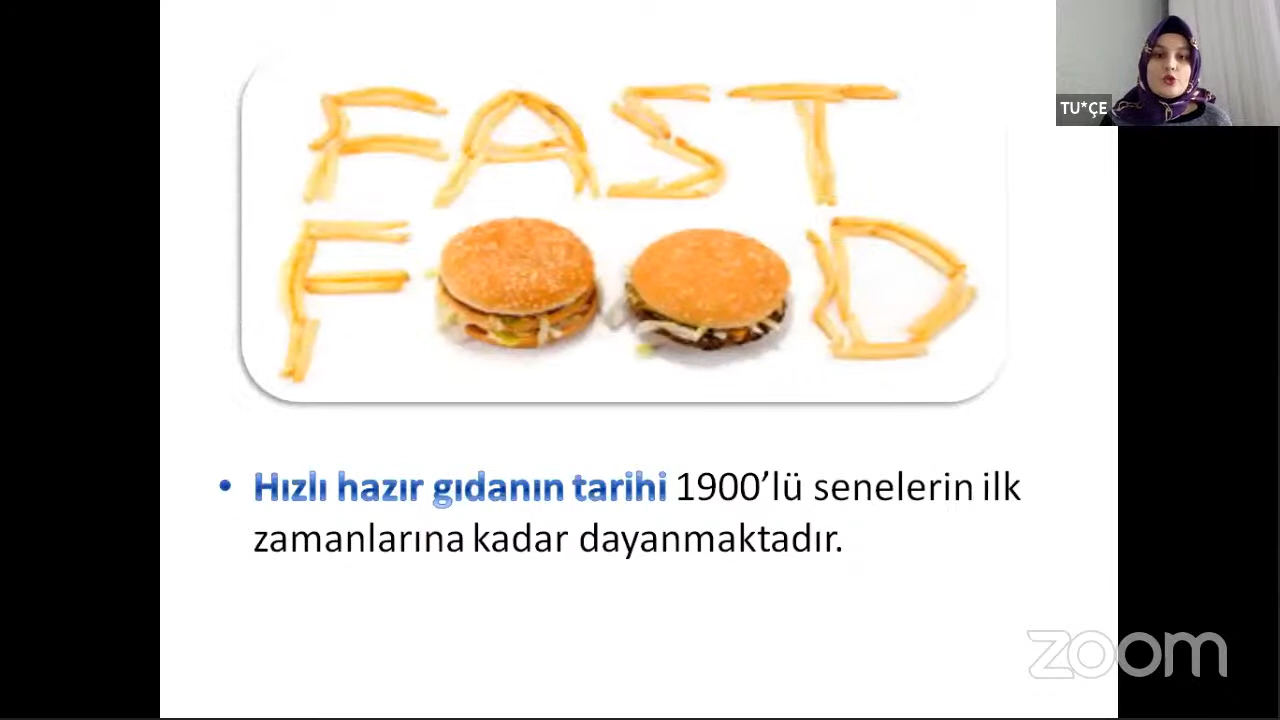 FAST
FOOD
TU*ÇE
• Hızlı hazır gıdanın tarihi 1900’lü senelerin ilk
zamanlarına kadar dayanmaktadır.
zoom